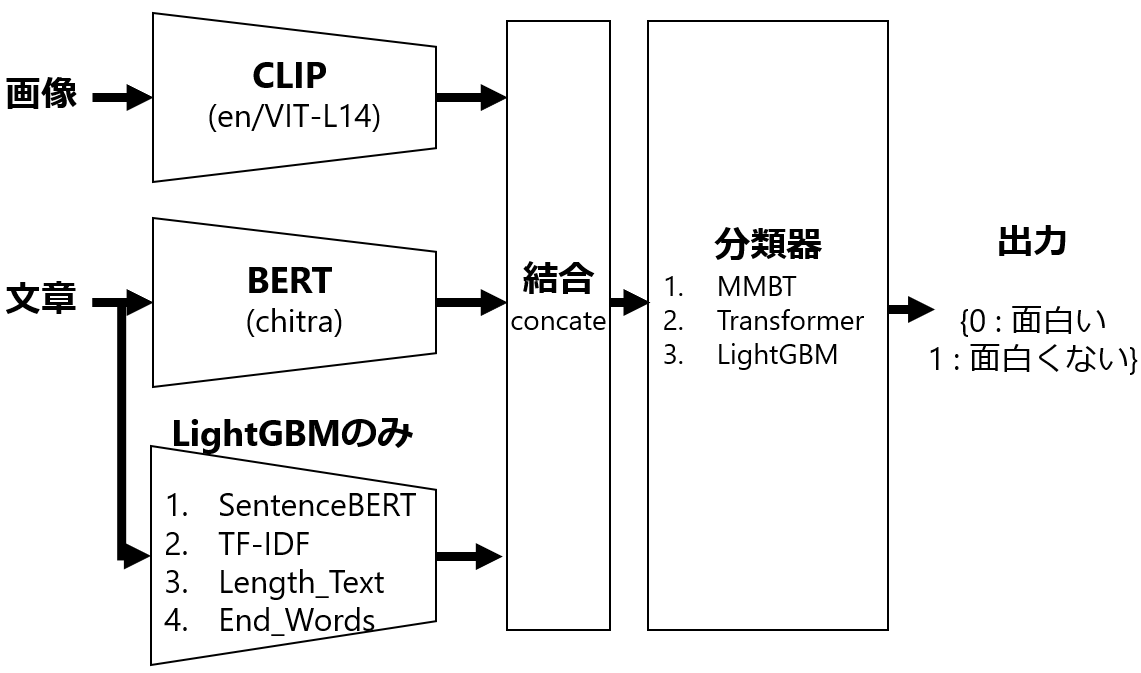 画像
CLIP
(en/VIT-L14)
文章
BERT
(chitra)
LightGBMのみ
1. SentenceBERT
2. TF-IDF
3. Length_Text
4. End_Words
結合
concate
分類器
1. MMBT
2. Transformer
3. LightGBM
出力
{0 : 面白い
1 : 面白くない}